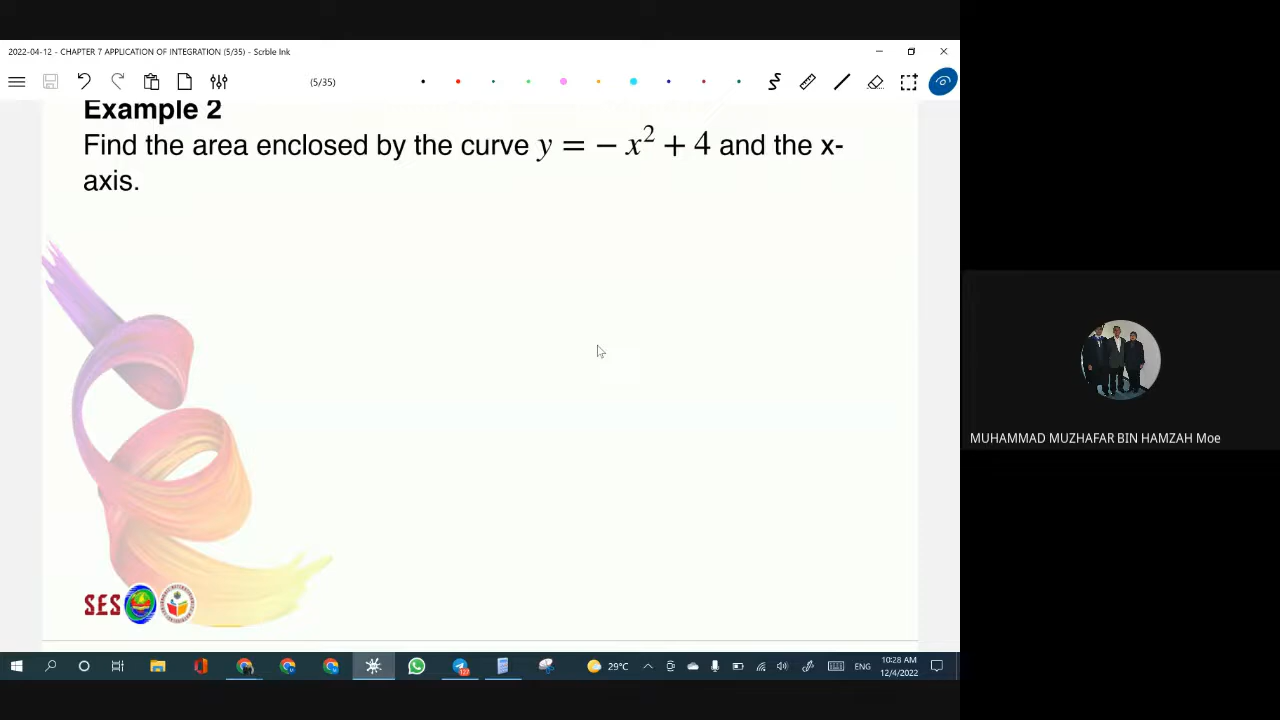 2022-04-12 - CHAPTER 7 APPLICATION OF INTEGRATION (5/35) - Scrble Ink
(5/35)
Example 2
Find the area enclosed by the curve y = − x² + 4 and the x-
axis.
MUHAMMAD MUZHAFAR BIN HAMZAH Moe
SES
127
29°C
ENG
10:28 AM
12/4/2022